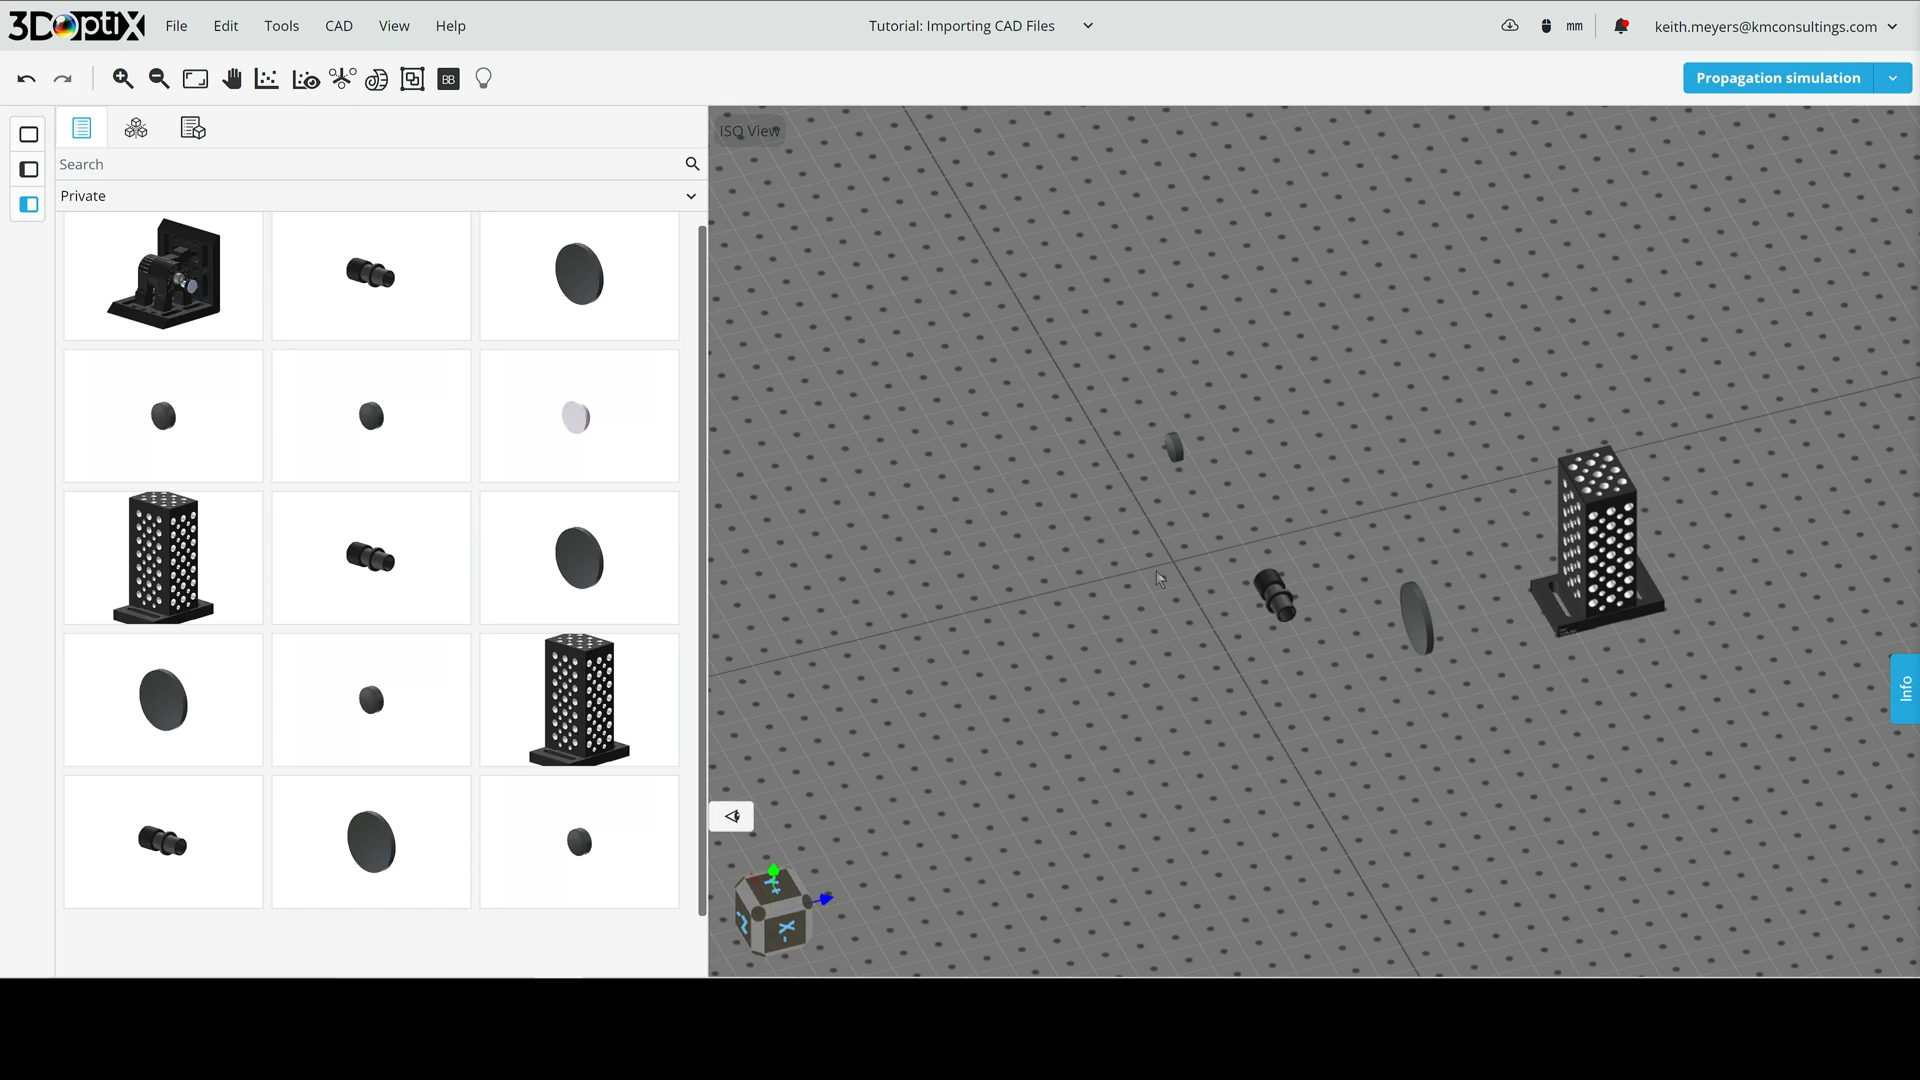 3DOptiX
File Edit Tools CAD View Help
Tutorial: Importing CAD Files
mm
keith.meyers@kmconsultings.com
BB
Propagation simulation
Search
Private
ISO View
Info
Y
Z
X